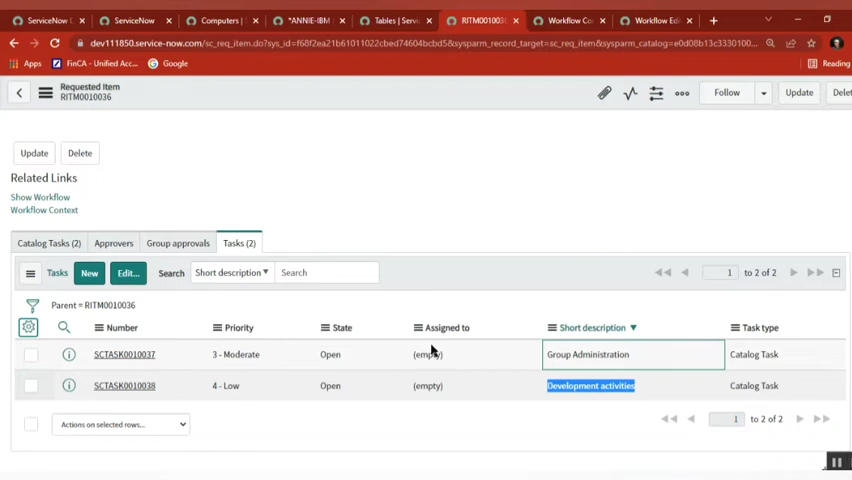 ServiceNow
ServiceNow
Computers | S
*ANNIE-IBM
Tables | Servi
RITM0010036
Workflow Co
Workflow Edi
dev111850.service-now.com/sc_req_item.do?sys_id=f68f2ea21b61011022cbed74604bcbd5&sysparm_record_target=sc_req_item&sysparm_catalog=e0d08b13c3330100...
Apps
FinCA - Unified Acc...
Google
Reading
Requested Item
RITM0010036
Follow
Update
Delet
Update
Delete
Related Links
Show Workflow
Workflow Context
Catalog Tasks (2)
Approvers
Group approvals
Tasks (2)
Tasks
New
Edit...
Search
Short description
Search
1 to 2 of 2
Parent = RITM0010036
Number Priority State Assigned to Short description Task type
SCTASK0010037 3 - Moderate Open (empty) Group Administration Catalog Task
SCTASK0010038 4 - Low Open (empty) Development activities Catalog Task
Actions on selected rows...
1 to 2 of 2